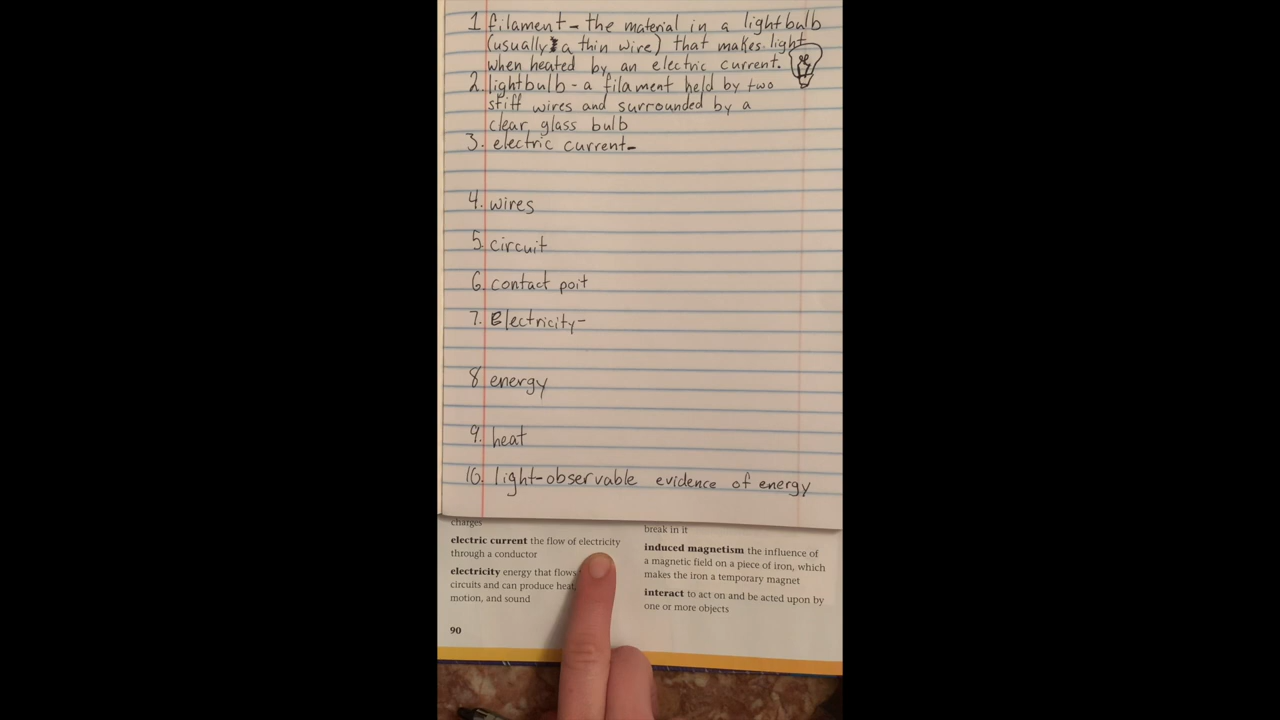 1 filament - the material in a lightbulb
(usually a thin wire) that makes light
when heated by an electric current.
2. lightbulb - a filament held by two
stiff wires and surrounded by a
clear glass bulb
3. electric current-
4. wires
5 circuit
6. contact poit
7. Electricity-
8 energy
9. heat
10. light-observable evidence of energy
charges
electric current the flow of electricity
through a conductor
electricity energy that flows
circuits and can produce heat,
motion, and sound
90
break in it
induced magnetism the influence of
a magnetic field on a piece of iron, which
makes the iron a temporary magnet
interact to act on and be acted upon by
one or more objects